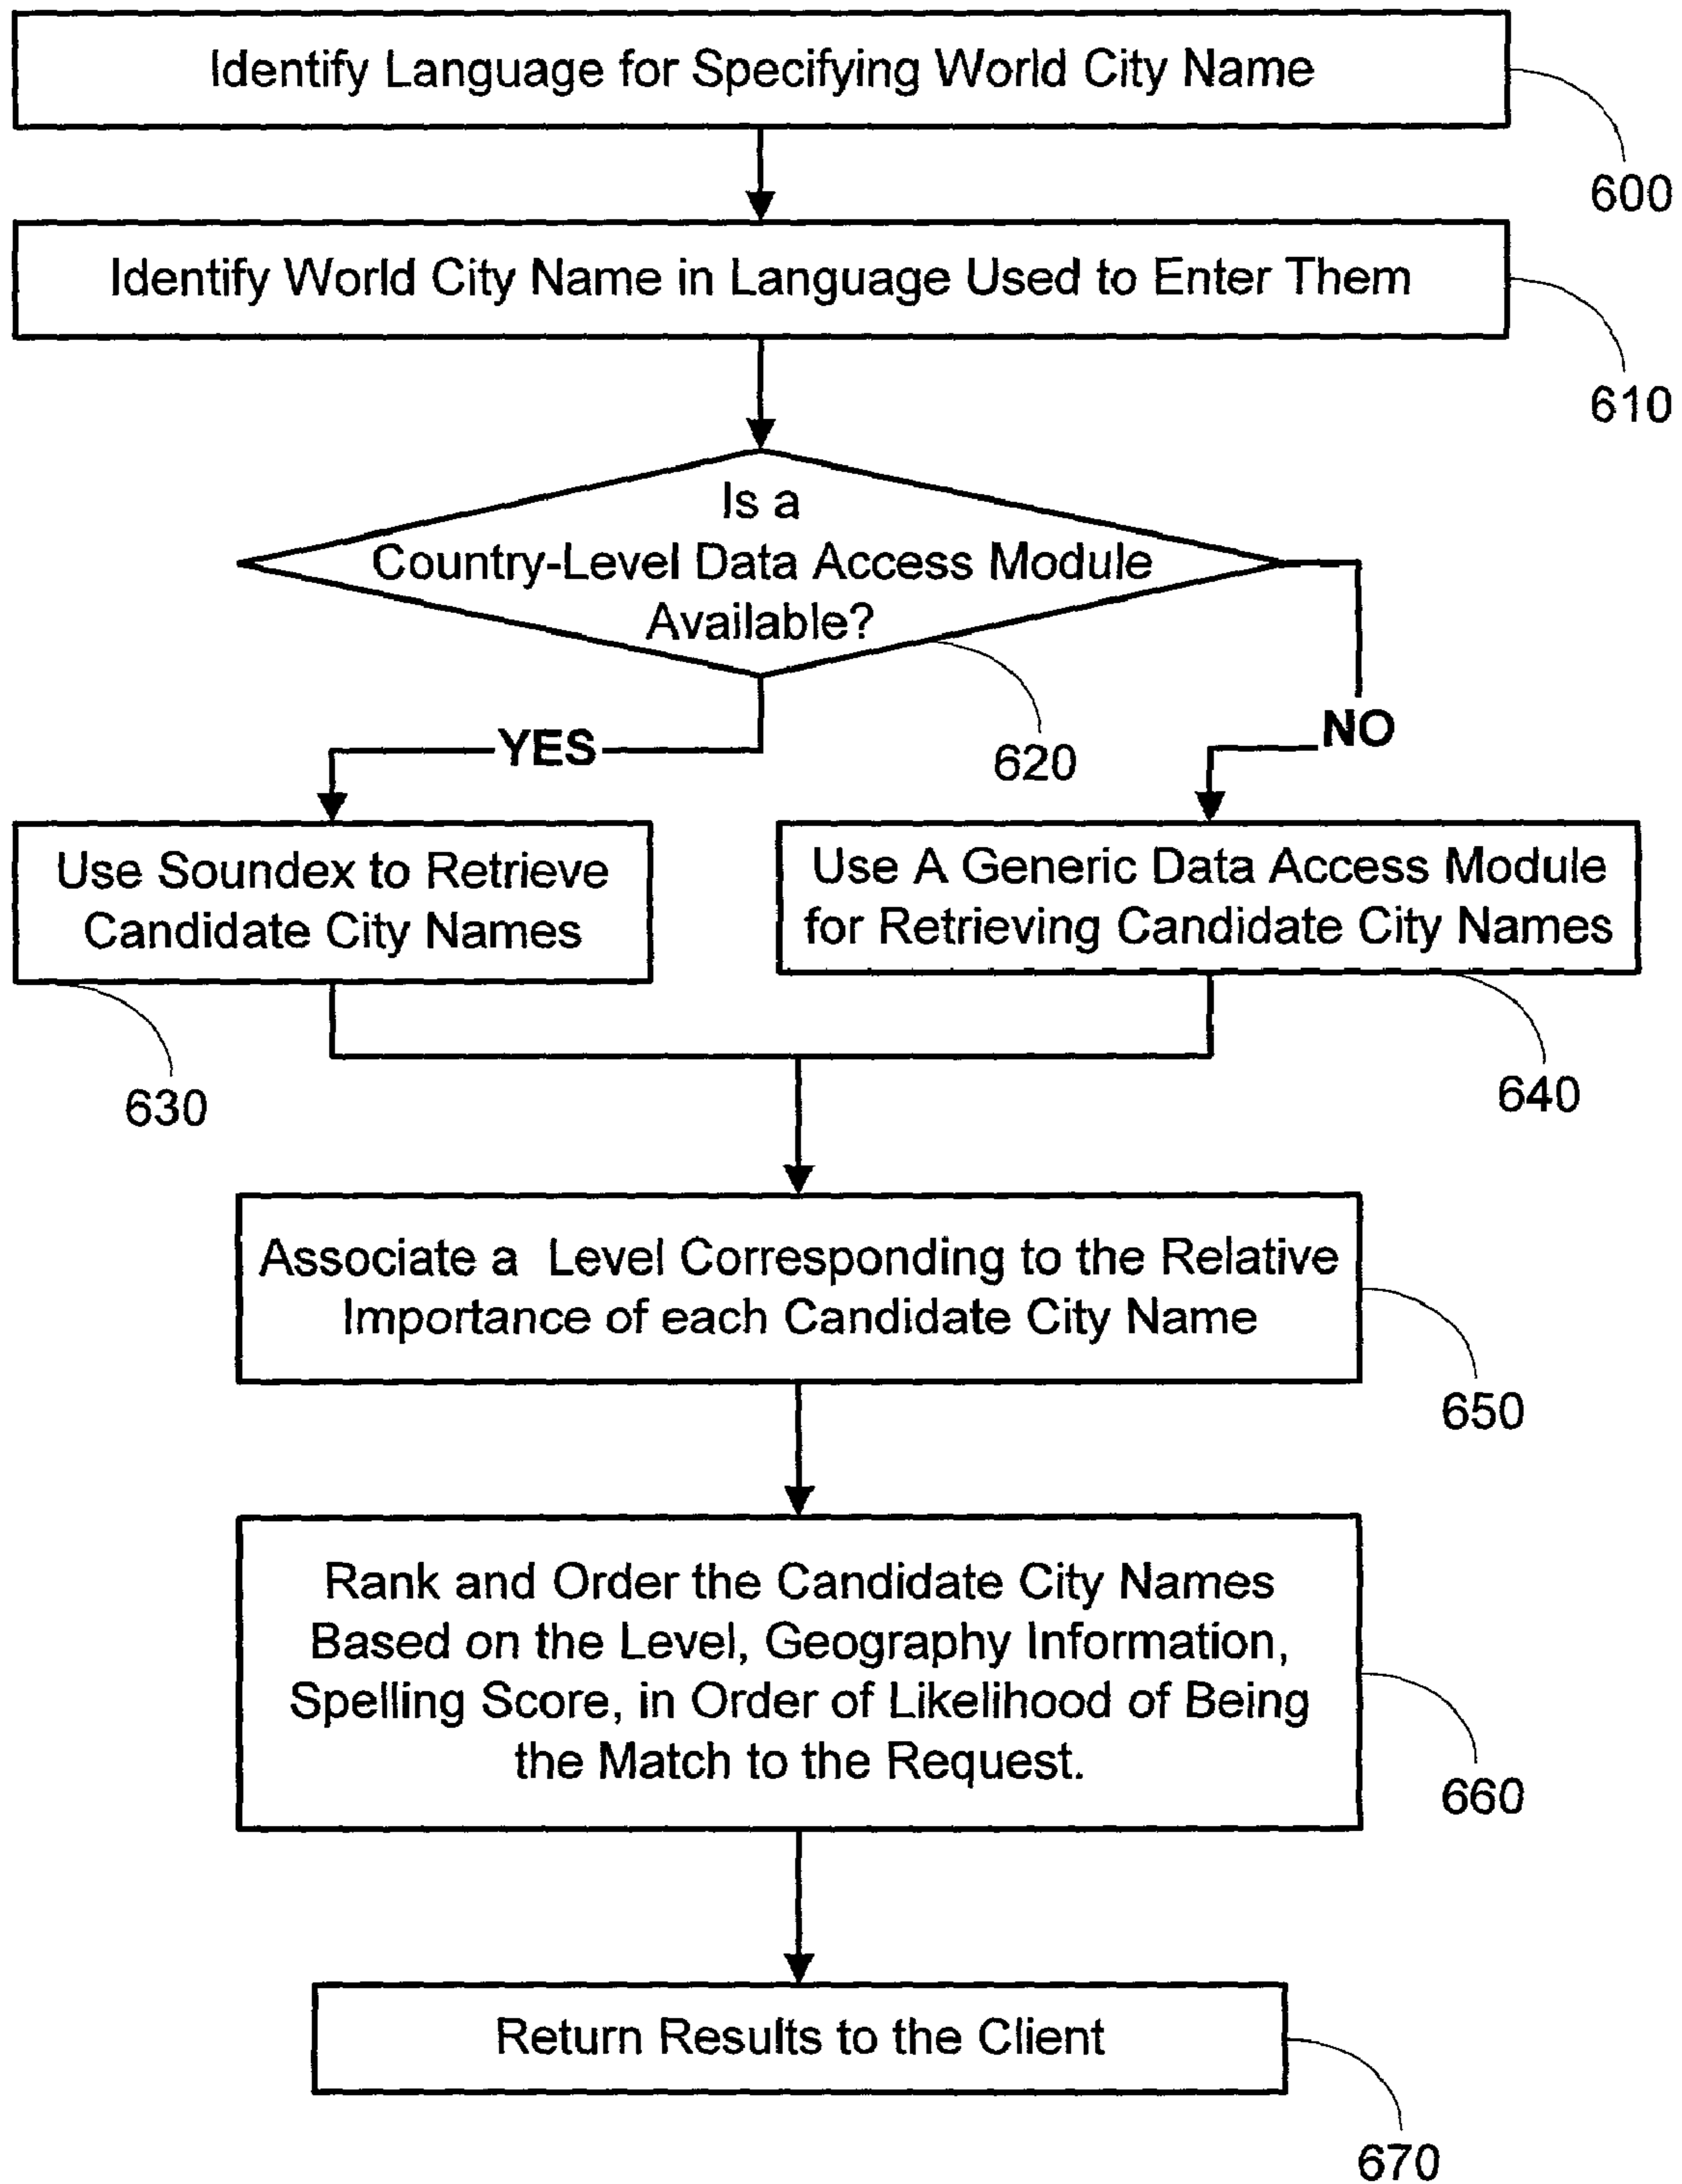 Identify Language for Specifying World City Name
600
Identify World City Name in Language Used to Enter Them
610
Is a
Country-Level Data Access Module
Available?
620
YES
NO
Use Soundex to Retrieve
Candidate City Names
630
Use A Generic Data Access Module
for Retrieving Candidate City Names
640
Associate a Level Corresponding to the Relative
Importance of each Candidate City Name
650
Rank and Order the Candidate City Names
Based on the Level, Geography Information,
Spelling Score, in Order of Likelihood of Being
the Match to the Request.
660
Return Results to the Client
670